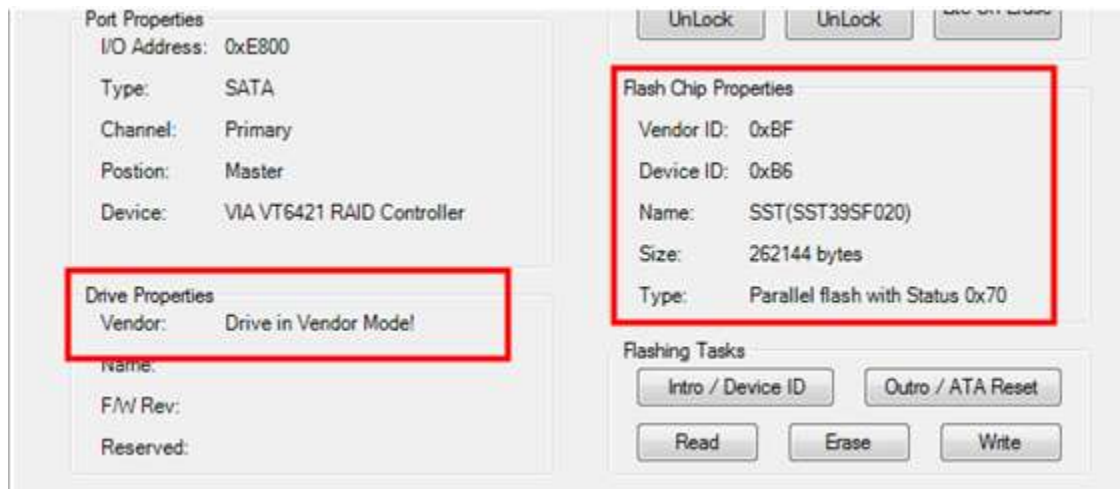 Port Properties
I/O Address: 0xE800
Type: SATA
Channel: Primary
Postion: Master
Device: VIA VT6421 RAID Controller
Drive Properties
Vendor: Drive in Vendor Mode!
Name:
F/W Rev:
Reserved:
UnLock UnLock Erase
Flash Chip Properties
Vendor ID: 0xBF
Device ID: 0xB6
Name: SST(SST39SF020)
Size: 262144 bytes
Type: Parallel flash with Status 0x70
Flashing Tasks
Intro / Device ID Outro / ATA Reset
Read Erase Write